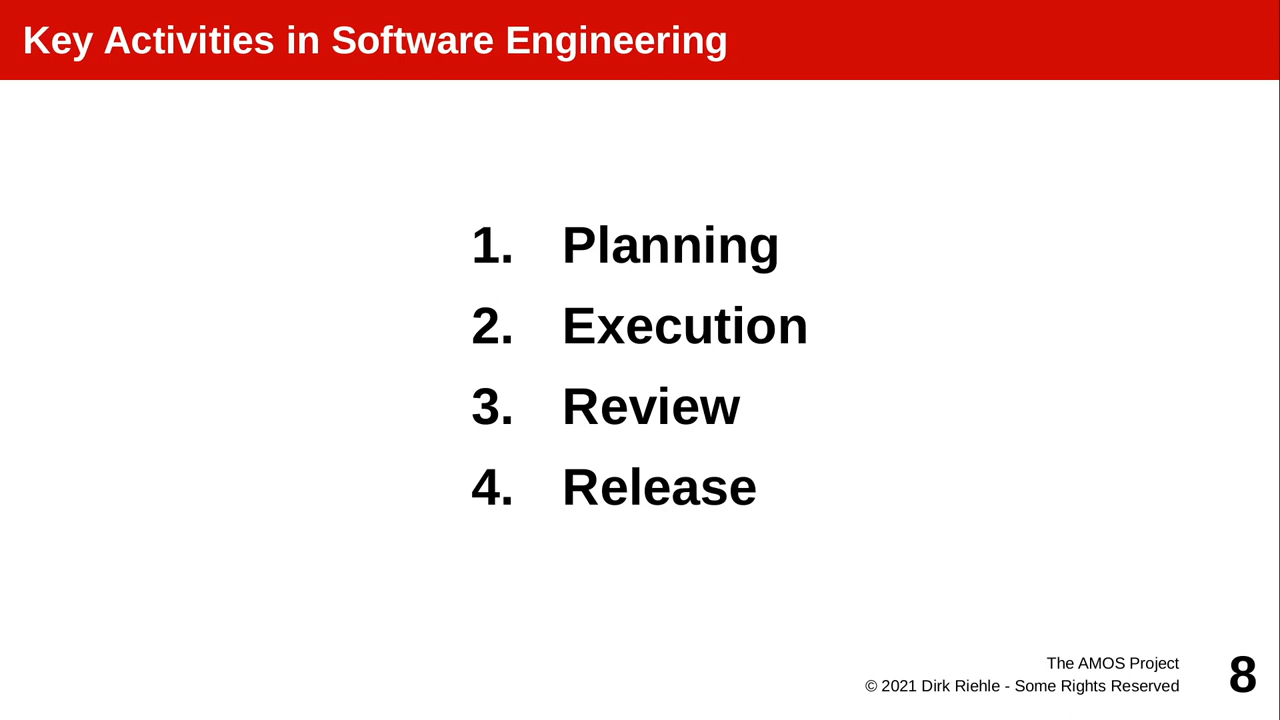 Key Activities in Software Engineering
1. Planning
2. Execution
3. Review
4. Release
The AMOS Project
© 2021 Dirk Riehle - Some Rights Reserved
8